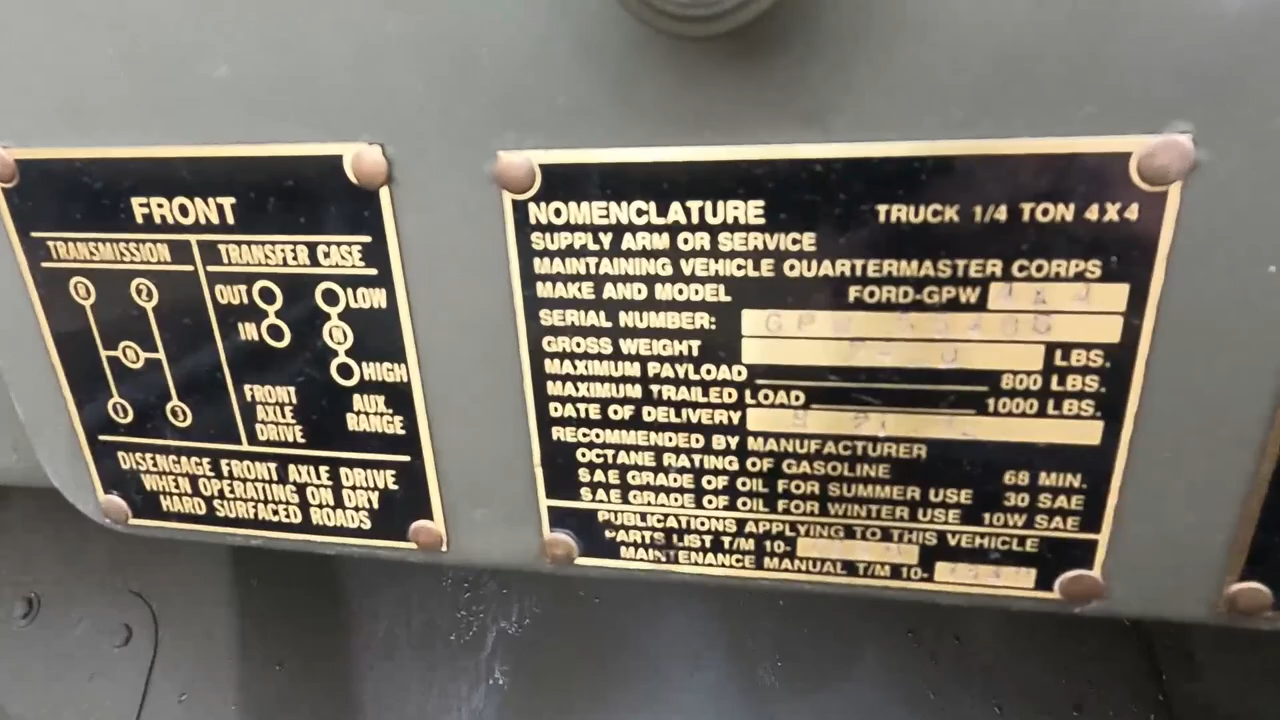 FRONT
TRANSMISSION
TRANSFER CASE
R 2
N
1 3
OUT
IN
LOW
N
HIGH
FRONT
AXLE
DRIVE
AUX.
RANGE
DISENGAGE FRONT AXLE DRIVE
WHEN OPERATING ON DRY
HARD SURFACED ROADS
NOMENCLATURE TRUCK 1/4 TON 4X4
SUPPLY ARM OR SERVICE
MAINTAINING VEHICLE QUARTERMASTER CORPS
MAKE AND MODEL FORD-GPW
SERIAL NUMBER: GPW
GROSS WEIGHT LBS.
MAXIMUM PAYLOAD 800 LBS.
MAXIMUM TRAILED LOAD 1000 LBS.
DATE OF DELIVERY
RECOMMENDED BY MANUFACTURER
OCTANE RATING OF GASOLINE 68 MIN.
SAE GRADE OF OIL FOR SUMMER USE 30 SAE
SAE GRADE OF OIL FOR WINTER USE 10W SAE
PUBLICATIONS APPLYING TO THIS VEHICLE
PARTS LIST T/M 10-
MAINTENANCE MANUAL T/M 10-